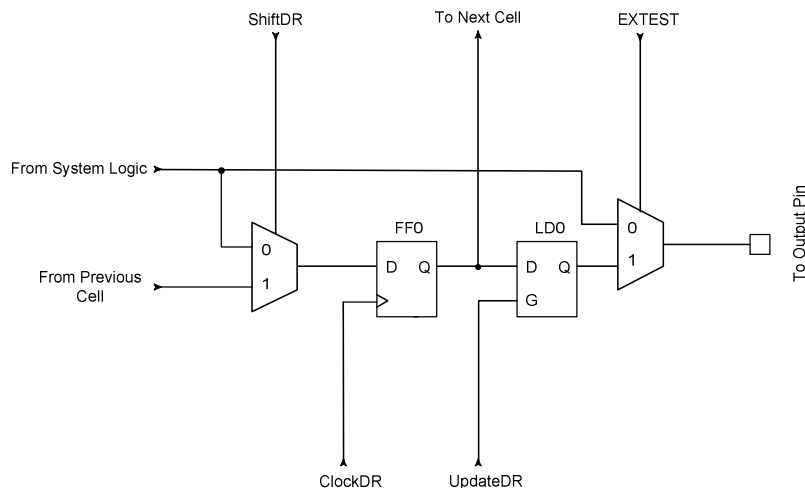 ShiftDR
To Next Cell
EXTEST
From System Logic
0
1
From Previous
Cell
FF0
D Q
LD0
D Q
G
0
1
To Output Pin
ClockDR
UpdateDR